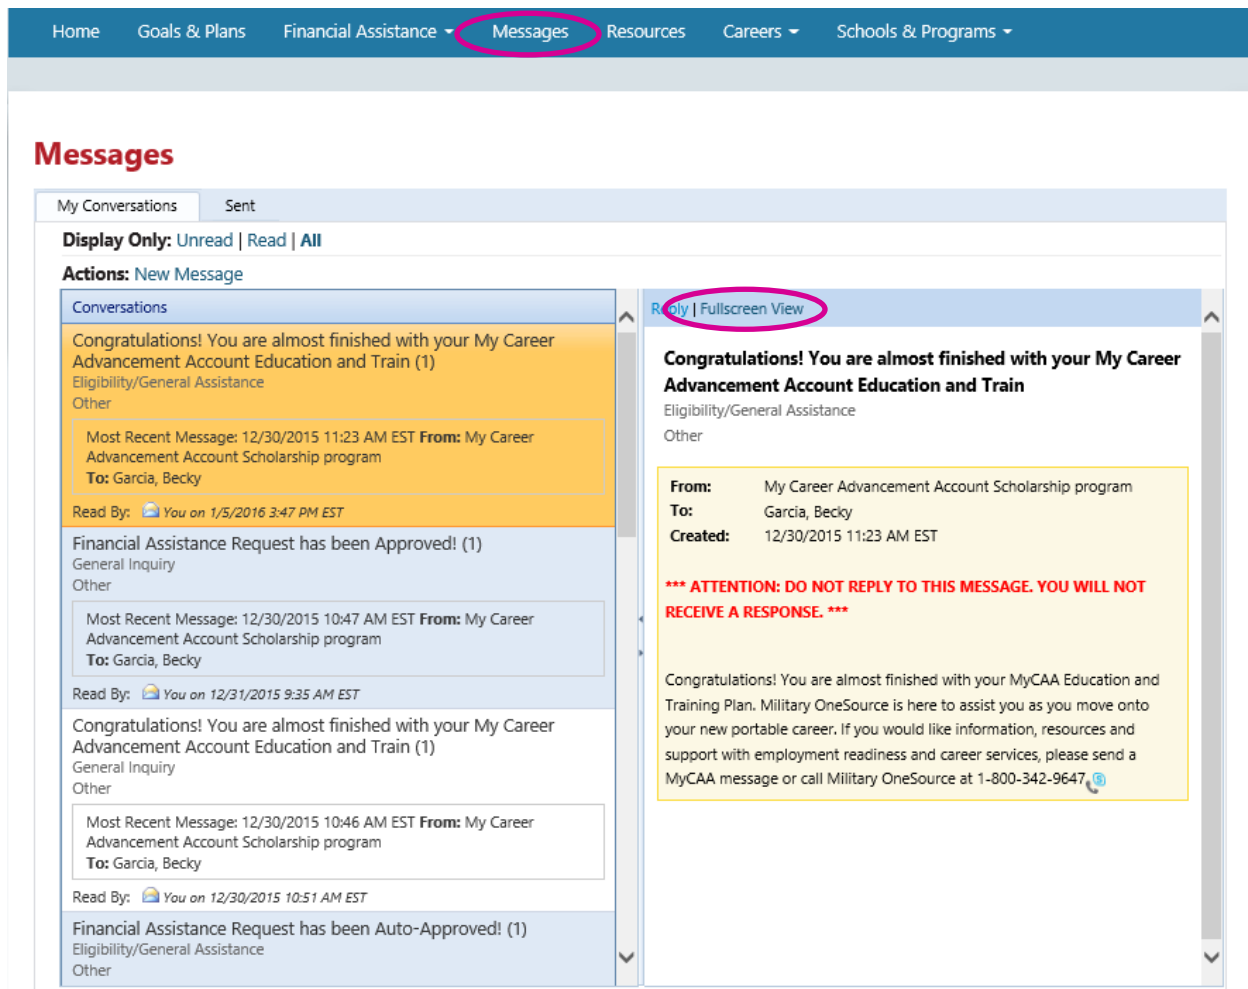 Home Goals & Plans Financial Assistance Messages Resources Careers Schools & Programs
Messages
My Conversations Sent
Display Only: Unread | Read | All
Actions: New Message
Conversations
Congratulations! You are almost finished with your My Career
Advancement Account Education and Train (1)
Eligibility/General Assistance
Other
Most Recent Message: 12/30/2015 11:23 AM EST From: My Career
Advancement Account Scholarship program
To: Garcia, Becky
Read By: You on 1/5/2016 3:47 PM EST
Financial Assistance Request has been Approved! (1)
General Inquiry
Other
Most Recent Message: 12/30/2015 10:47 AM EST From: My Career
Advancement Account Scholarship program
To: Garcia, Becky
Read By: You on 12/31/2015 9:35 AM EST
Congratulations! You are almost finished with your My Career
Advancement Account Education and Train (1)
General Inquiry
Other
Most Recent Message: 12/30/2015 10:46 AM EST From: My Career
Advancement Account Scholarship program
To: Garcia, Becky
Read By: You on 12/30/2015 10:51 AM EST
Financial Assistance Request has been Auto-Approved! (1)
Eligibility/General Assistance
Other
Reply | Fullscreen View
Congratulations! You are almost finished with your My Career
Advancement Account Education and Train
Eligibility/General Assistance
Other
From: My Career Advancement Account Scholarship program
To: Garcia, Becky
Created: 12/30/2015 11:23 AM EST
*** ATTENTION: DO NOT REPLY TO THIS MESSAGE. YOU WILL NOT
RECEIVE A RESPONSE. ***
Congratulations! You are almost finished with your MyCAA Education and
Training Plan. Military OneSource is here to assist you as you move onto
your new portable career. If you would like information, resources and
support with employment readiness and career services, please send a
MyCAA message or call Military OneSource at 1-800-342-9647